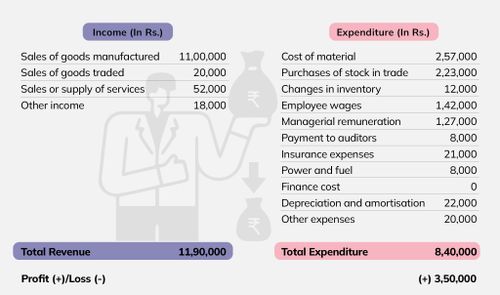 Income (In Rs.)
Sales of goods manufactured 11,00,000
Sales of goods traded 20,000
Sales or supply of services 52,000
Other income 18,000
Total Revenue 11,90,000
Expenditure (In Rs.)
Cost of material 2,57,000
Purchases of stock in trade 2,23,000
Changes in inventory 12,000
Employee wages 1,42,000
Managerial remuneration 1,27,000
Payment to auditors 8,000
Insurance expenses 21,000
Power and fuel 8,000
Finance cost 0
Depreciation and amortisation 22,000
Other expenses 20,000
Total Expenditure 8,40,000
Profit (+)/Loss (-) (+) 3,50,000
₹
₹